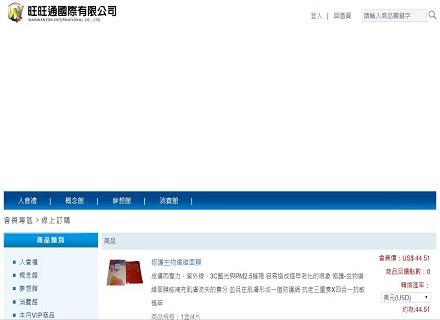 旺旺通國際有限公司
WANWANTON INTERNATIONAL CO., LTD.
登入 | 回首頁 請輸入商品關鍵字
入會禮 | 概念館 | 夢想館 | 消費館 |
會員專區 > 線上訂購
商品類別
入會禮
概念館
夢想館
消費館
本月VIP商品
商品
修護生物纖維面膜
皮膚因壓力、紫外線、3C藍光與PM2.5摧殘 容易造成提早老化的現象 修護-生物纖
維面膜能補充肌膚流失的養分 並且在肌膚形成一道防護網 抗老三重奏X四合一抗敏
植萃
商品規格：1盒4片
會員價：US$ 44.51
商品回饋點數：0
轉換匯率：
美元(USD)
約為:44.51